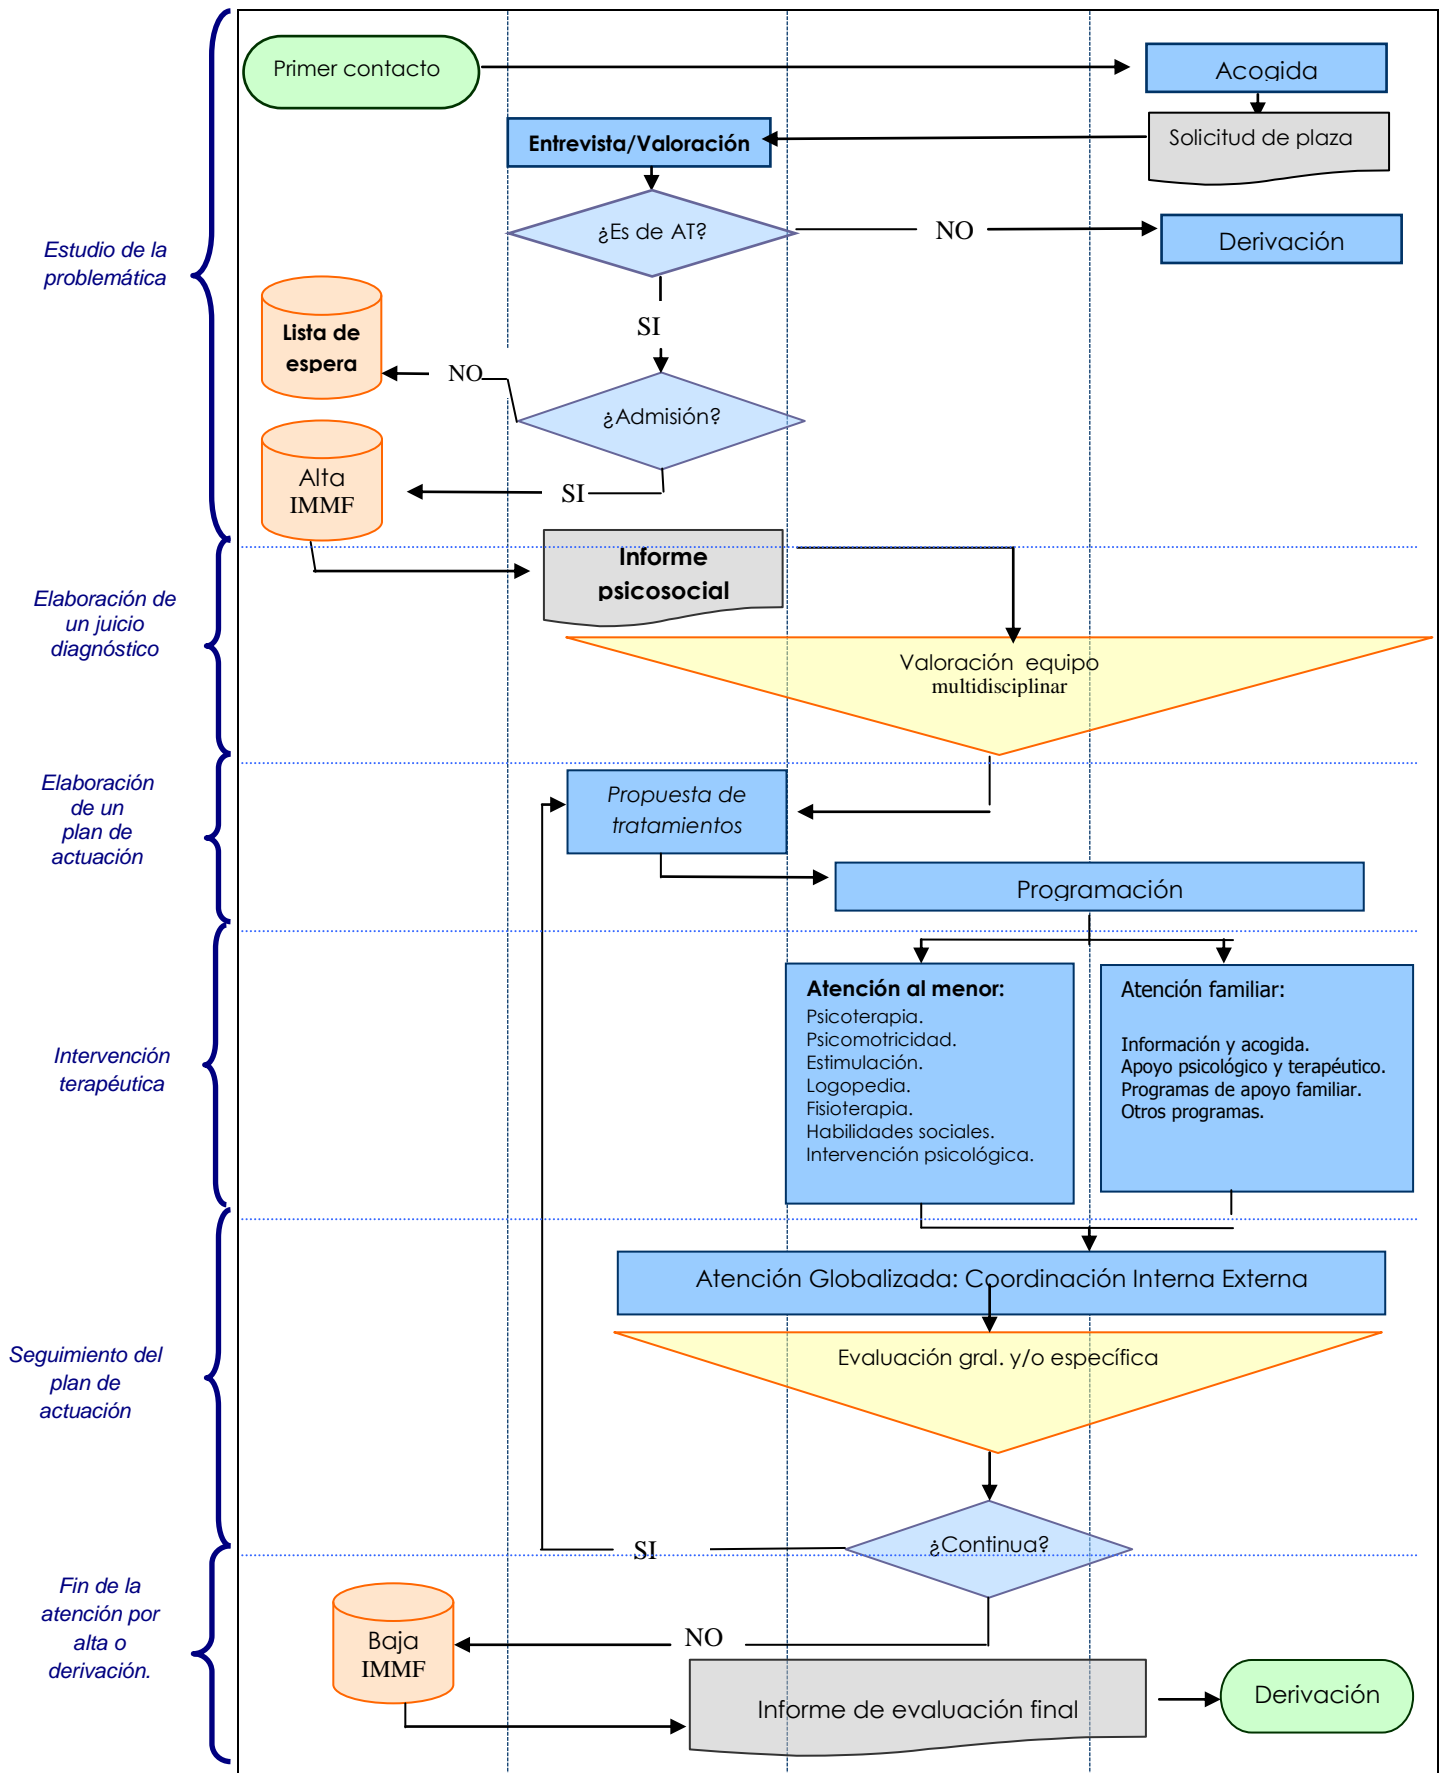 Primer contacto
Acogida
Solicitud de plaza
Entrevista/Valoración
¿Es de AT?
NO
Derivación
Estudio de la
problemática
SI
Lista de
espera
NO
¿Admisión?
Alta
IMMF
SI
Informe
psicosocial
Elaboración de
un juicio
diagnóstico
Valoración equipo
multidisciplinar
Elaboración
de un
plan de
actuación
Propuesta de
tratamientos
Programación
Intervención
terapéutica
Atención al menor:
Psicoterapia.
Psicomotricidad.
Estimulación.
Logopedia.
Fisioterapia.
Habilidades sociales.
Intervención psicológica.
Atención familiar:
Información y acogida.
Apoyo psicológico y terapéutico.
Programas de apoyo familiar.
Otros programas.
Atención Globalizada: Coordinación Interna Externa
Seguimiento del
plan de
actuación
Evaluación gral. y/o específica
¿Continua?
SI
Fin de la
atención por
alta o
derivación.
Baja
IMMF
NO
Informe de evaluación final
Derivación